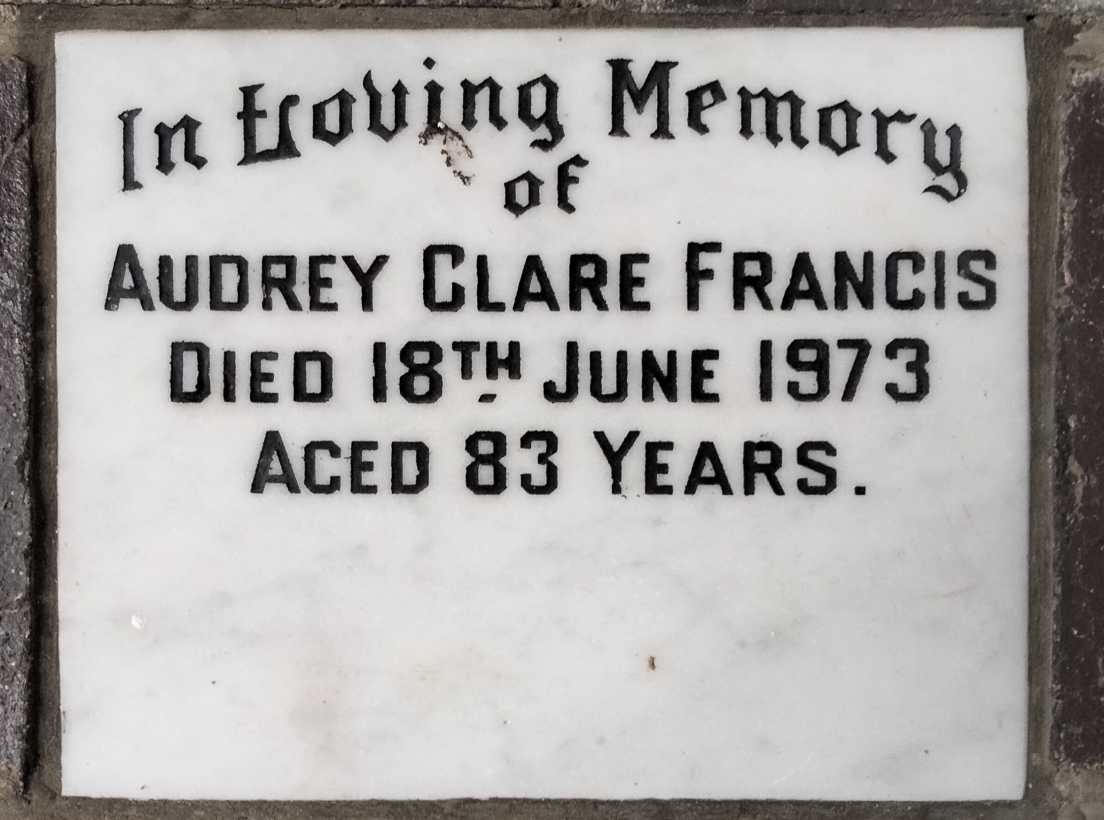 In Loving Memory
of
AUDREY CLARE FRANCIS
DIED 18TH JUNE 1973
AGED 83 YEARS.